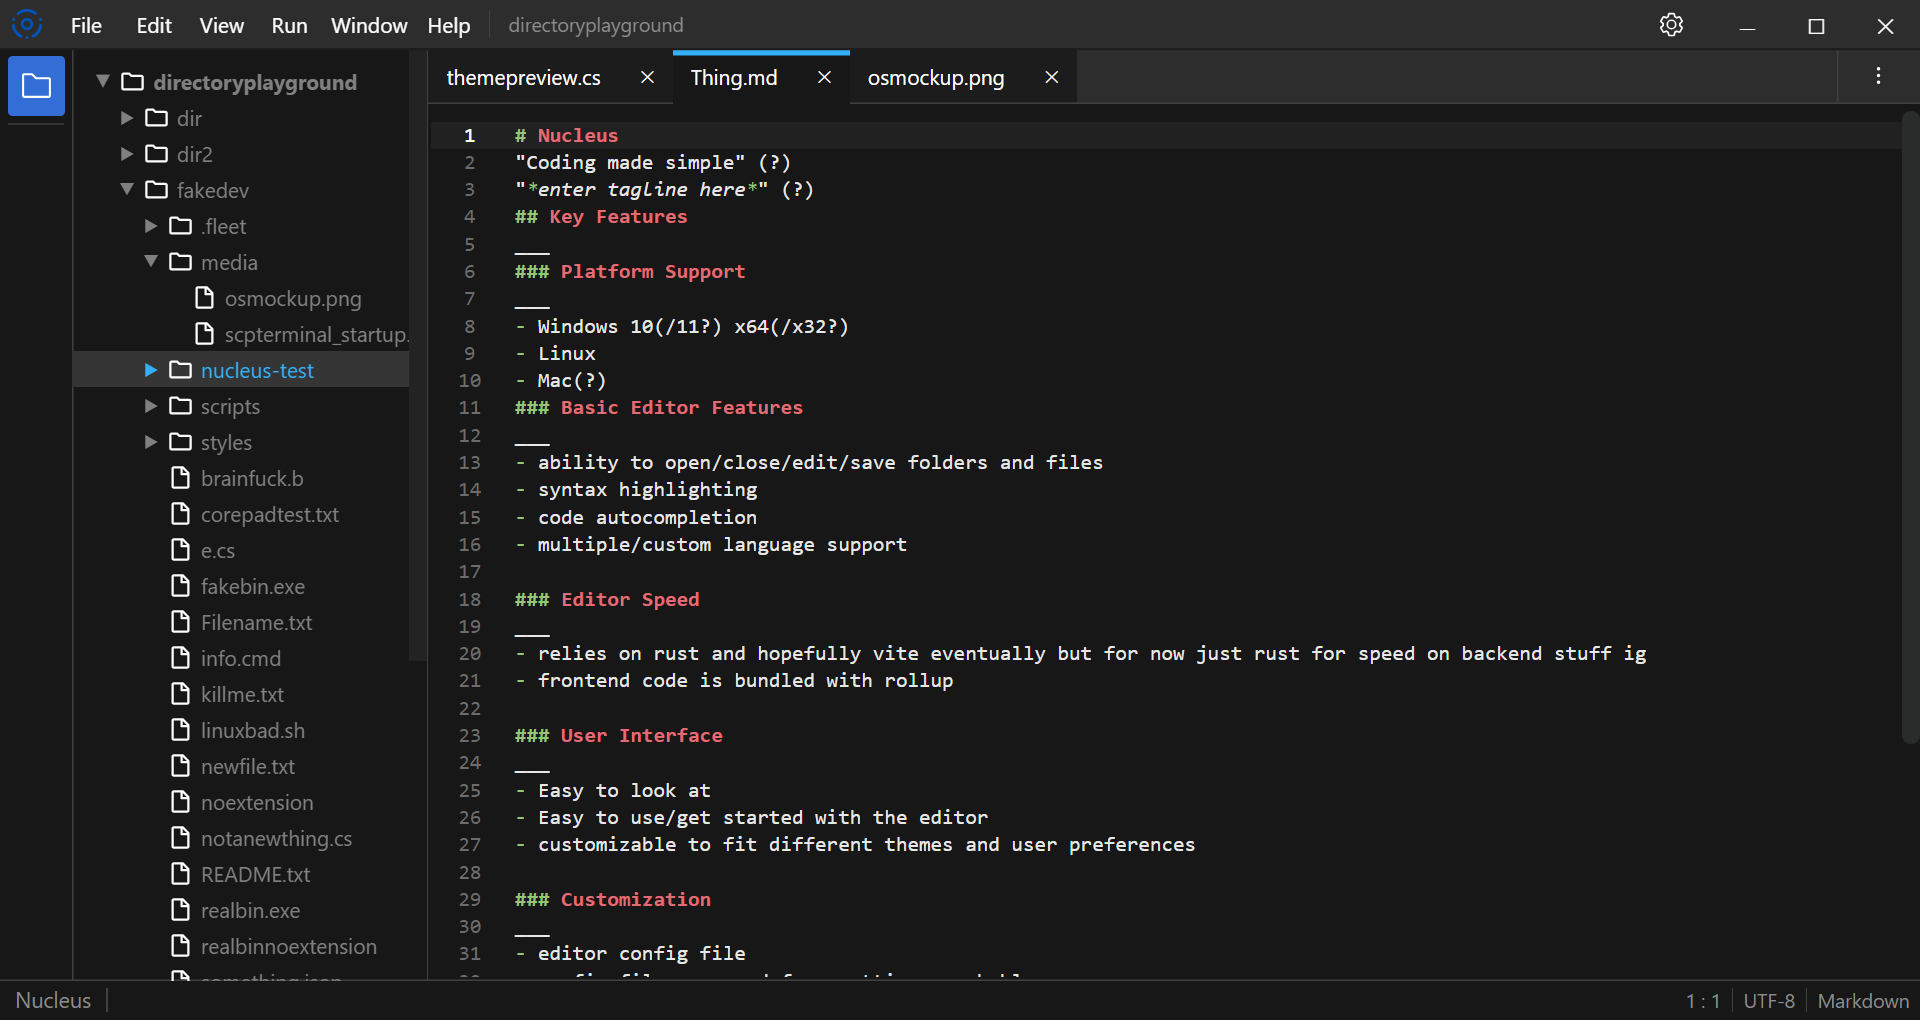 File Edit View Run Window Help directoryplayground
directoryplayground
dir
dir2
fakedev
.fleet
media
osmockup.png
scpterminal_startup.
nucleus-test
scripts
styles
brainfuck.b
corepadtest.txt
e.cs
fakebin.exe
Filename.txt
info.cmd
killme.txt
linuxbad.sh
newfile.txt
noextension
notanewthing.cs
README.txt
realbin.exe
realbinnoextension
themepreview.cs Thing.md osmockup.png
1 # Nucleus
2 "Coding made simple" (?)
3 "*enter tagline here*" (?)
4 ## Key Features
5 ___
6 ### Platform Support
7 ___
8 - Windows 10(/11?) x64(/x32?)
9 - Linux
10 - Mac(?)
11 ### Basic Editor Features
12 ___
13 - ability to open/close/edit/save folders and files
14 - syntax highlighting
15 - code autocompletion
16 - multiple/custom language support
17
18 ### Editor Speed
19 ___
20 - relies on rust and hopefully vite eventually but for now just rust for speed on backend stuff ig
21 - frontend code is bundled with rollup
22
23 ### User Interface
24 ___
25 - Easy to look at
26 - Easy to use/get started with the editor
27 - customizable to fit different themes and user preferences
28
29 ### Customization
30 ___
31 - editor config file
Nucleus 1 : 1 UTF-8 Markdown